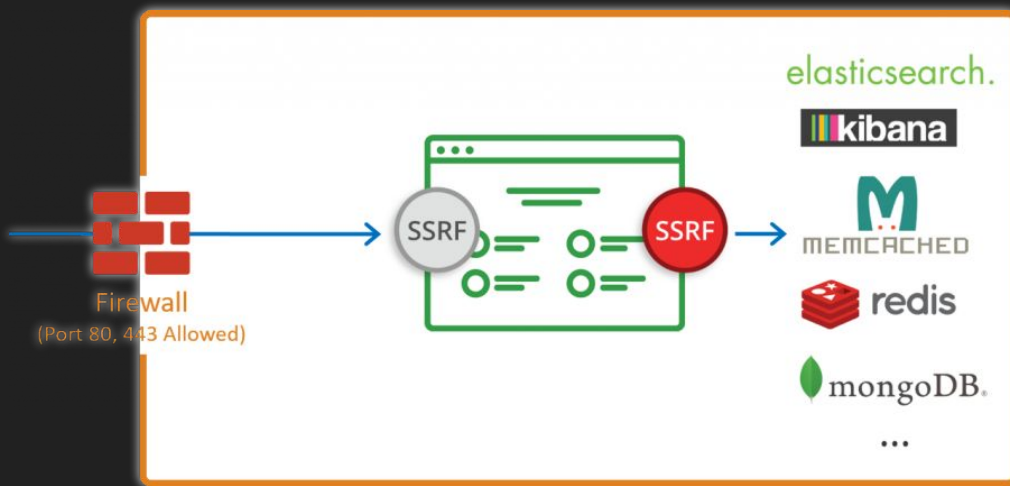 elasticsearch.
kibana
SSRF
SSRF
MEMCACHED
Firewall
(Port 80, 443 Allowed)
redis
mongoDB®
...